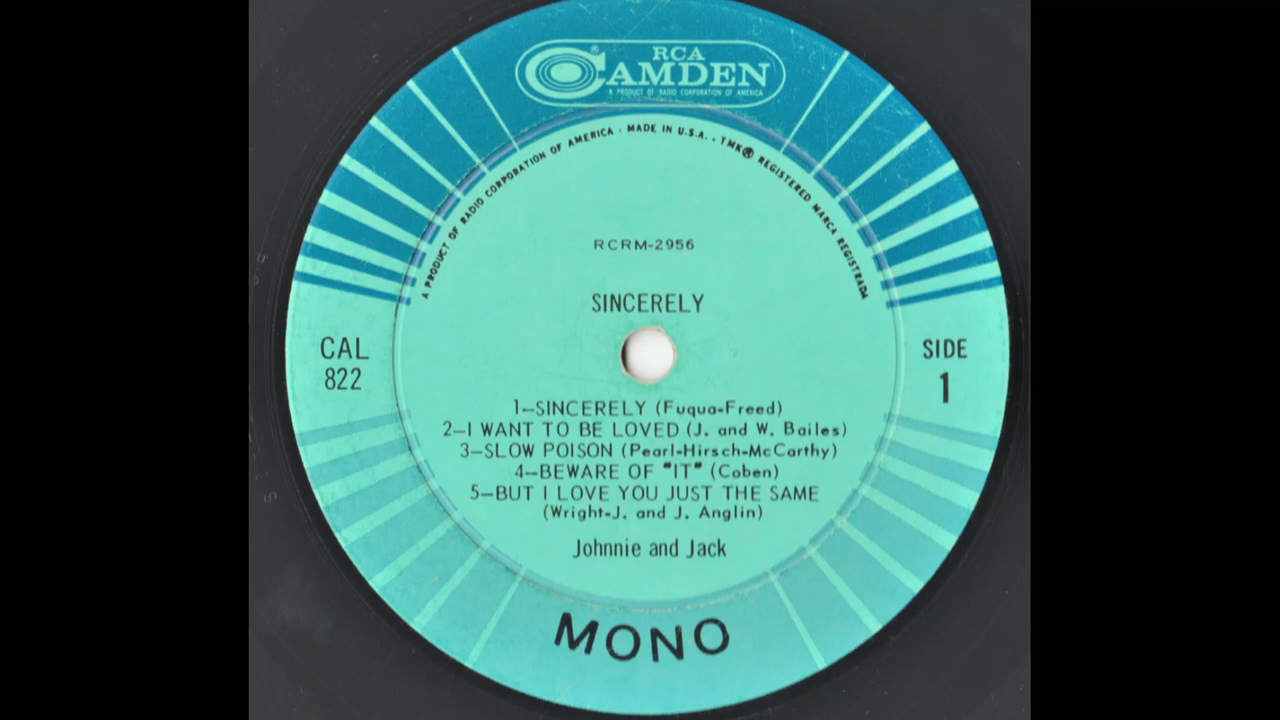 RCA
CAMDEN
®
A PRODUCT OF RADIO CORPORATION OF AMERICA
A PRODUCT OF RADIO CORPORATION OF AMERICA · MADE IN U.S.A. · TMK® REGISTERED MARCA REGISTRADA
RCRM-2956
SINCERELY
CAL
822
SIDE
1
1—SINCERELY (Fuqua-Freed)
2—I WANT TO BE LOVED (J. and W. Bailes)
3—SLOW POISON (Pearl-Hirsch-McCarthy)
4—BEWARE OF "IT" (Coben)
5—BUT I LOVE YOU JUST THE SAME
(Wright-J. and J. Anglin)
Johnnie and Jack
MONO